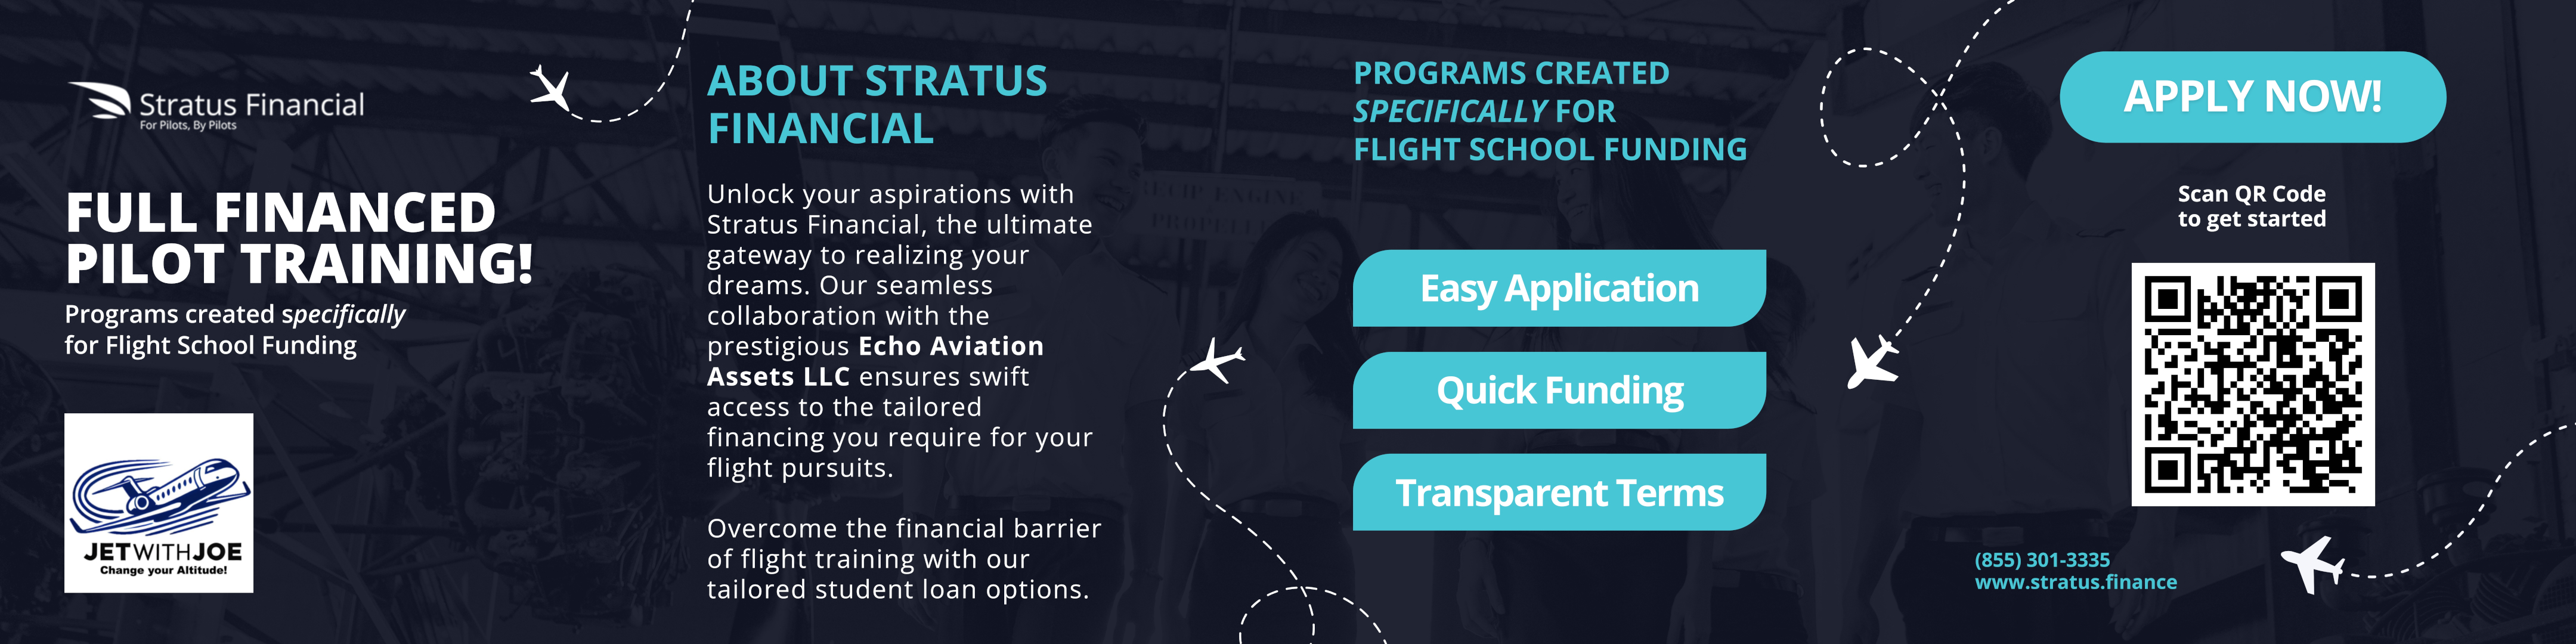 Stratus Financial
For Pilots, By Pilots
FULL FINANCED
PILOT TRAINING!
Programs created specifically
for Flight School Funding
JETWITHJOE
Change your Altitude!
ABOUT STRATUS
FINANCIAL
Unlock your aspirations with
Stratus Financial, the ultimate
gateway to realizing your
dreams. Our seamless
collaboration with the
prestigious Echo Aviation
Assets LLC ensures swift
access to the tailored
financing you require for your
flight pursuits.
Overcome the financial barrier
of flight training with our
tailored student loan options.
PROGRAMS CREATED
SPECIFICALLY FOR
FLIGHT SCHOOL FUNDING
Easy Application
Quick Funding
Transparent Terms
APPLY NOW!
Scan QR Code
to get started
(855) 301-3335
www.stratus.finance